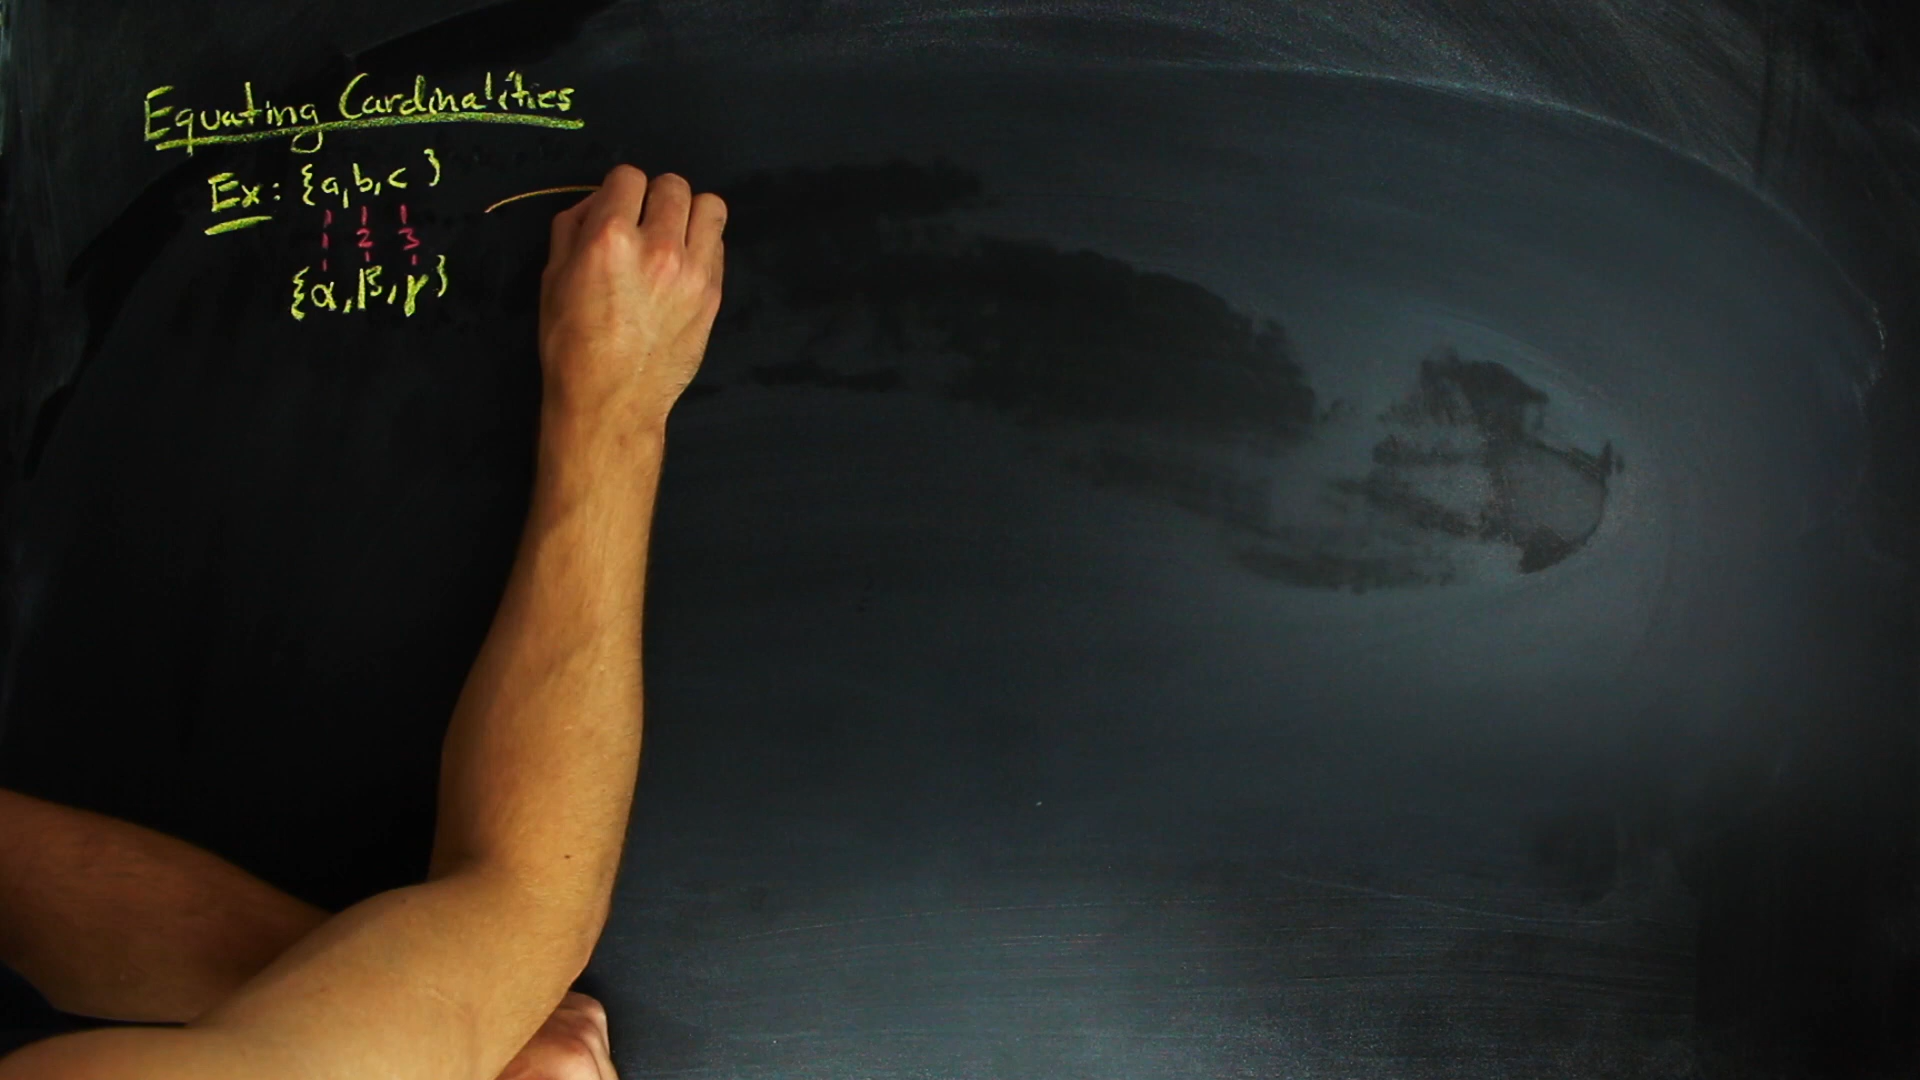 Equating Cardinalities
Ex: {a,b,c }
1 2 3
{α,β,γ}